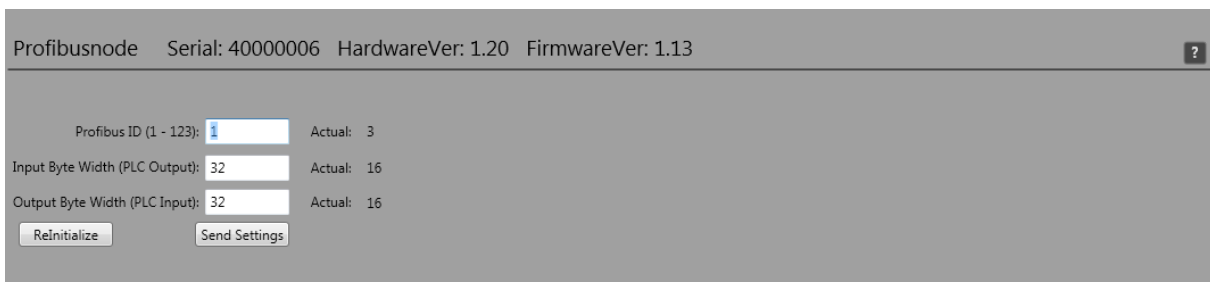 Profibusnode Serial: 40000006 HardwareVer: 1.20 FirmwareVer: 1.13 ?
Profibus ID (1 - 123): 1 Actual: 3
Input Byte Width (PLC Output): 32 Actual: 16
Output Byte Width (PLC Input): 32 Actual: 16
ReInitialize Send Settings